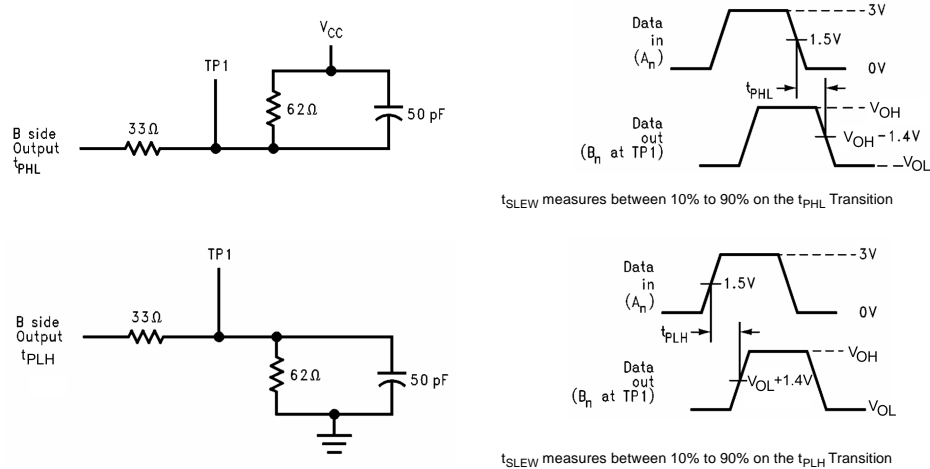 V_CC
TP1
62Ω
50 pF
33Ω
B side
Output
t_PHL
Data
in
(A_n)
3V
1.5V
0V
t_PHL
Data
out
(B_n at TP1)
V_OH
V_OH -1.4V
V_OL
t_SLEW measures between 10% to 90% on the t_PHL Transition
TP1
33Ω
B side
Output
t_PLH
62Ω
50 pF
Data
in
(A_n)
3V
1.5V
0V
t_PLH
Data
out
(B_n at TP1)
V_OH
V_OL+1.4V
V_OL
t_SLEW measures between 10% to 90% on the t_PLH Transition